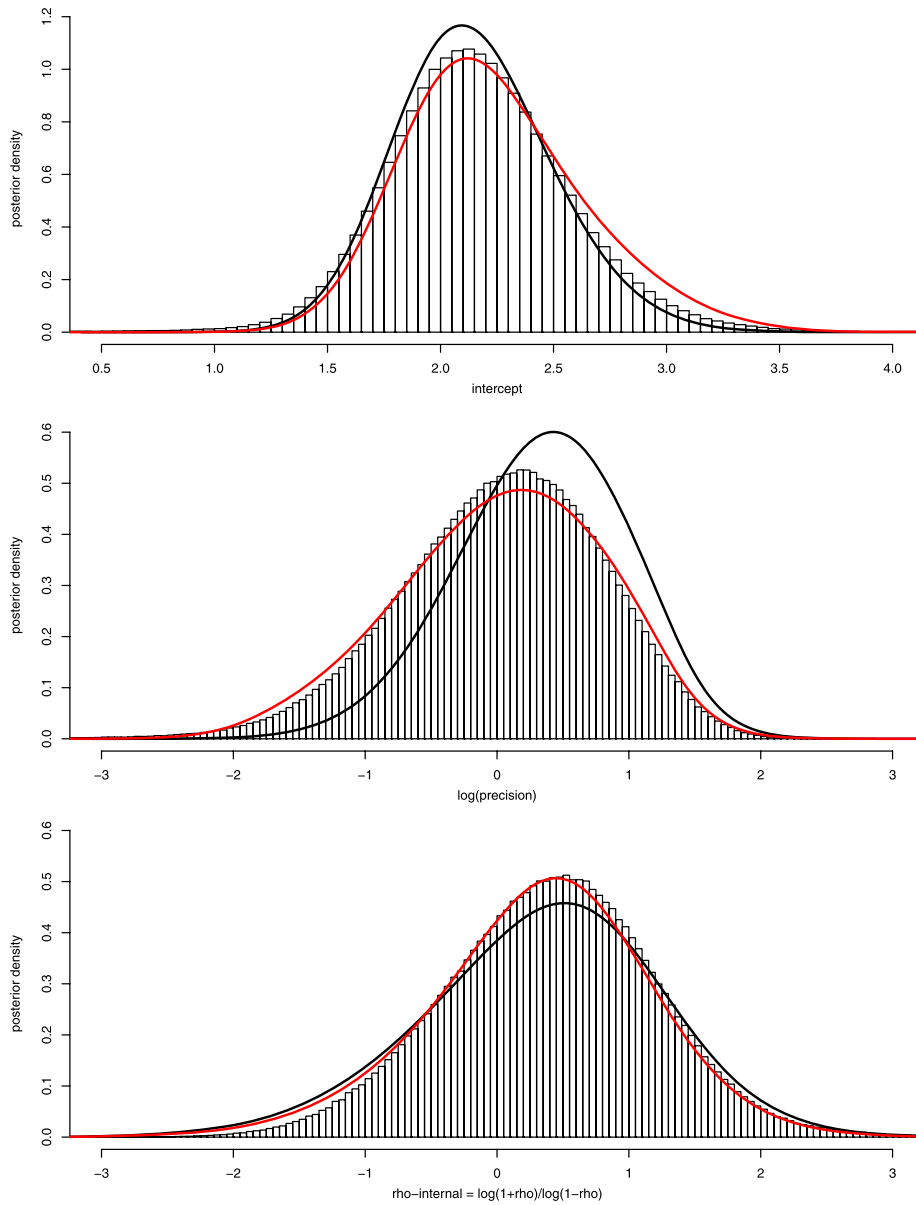 posterior density
0.0 0.2 0.4 0.6 0.8 1.0 1.2
0.5 1.0 1.5 2.0 2.5 3.0 3.5 4.0
intercept
posterior density
0.0 0.1 0.2 0.3 0.4 0.5 0.6
−3 −2 −1 0 1 2 3
log(precision)
posterior density
0.0 0.1 0.2 0.3 0.4 0.5 0.6
−3 −2 −1 0 1 2 3
rho−internal = log(1+rho)/log(1−rho)